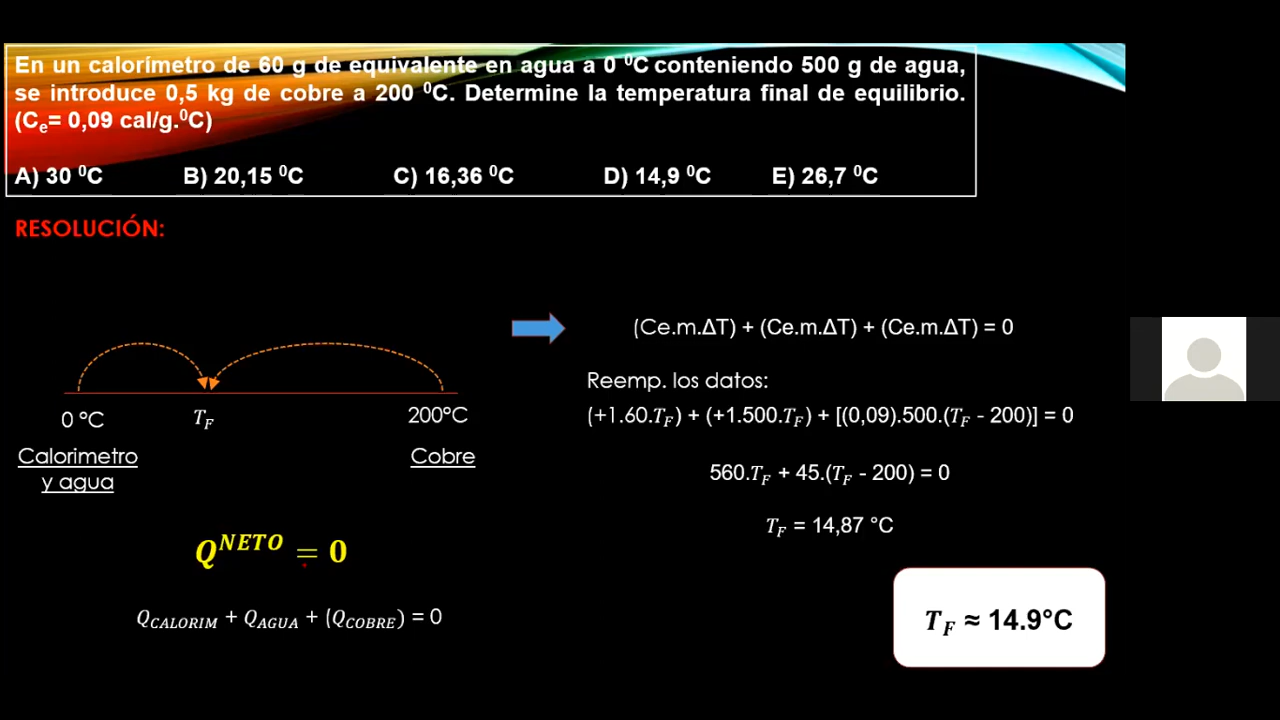 En un calorímetro de 60 g de equivalente en agua a 0 ⁰C conteniendo 500 g de agua,
se introduce 0,5 kg de cobre a 200 ⁰C. Determine la temperatura final de equilibrio.
(Cₑ= 0,09 cal/g.⁰C)
A) 30 ⁰C B) 20,15 ⁰C C) 16,36 ⁰C D) 14,9 ⁰C E) 26,7 ⁰C
RESOLUCIÓN:
0 °C T_F 200°C
Calorimetro
y agua
Cobre
Q^NETO = 0
Q_CALORIM + Q_AGUA + (Q_COBRE) = 0
(Ce.m.ΔT) + (Ce.m.ΔT) + (Ce.m.ΔT) = 0
Reemp. los datos:
(+1.60.T_F) + (+1.500.T_F) + [(0,09).500.(T_F - 200)] = 0
560.T_F + 45.(T_F - 200) = 0
T_F = 14,87 °C
T_F ≈ 14.9°C